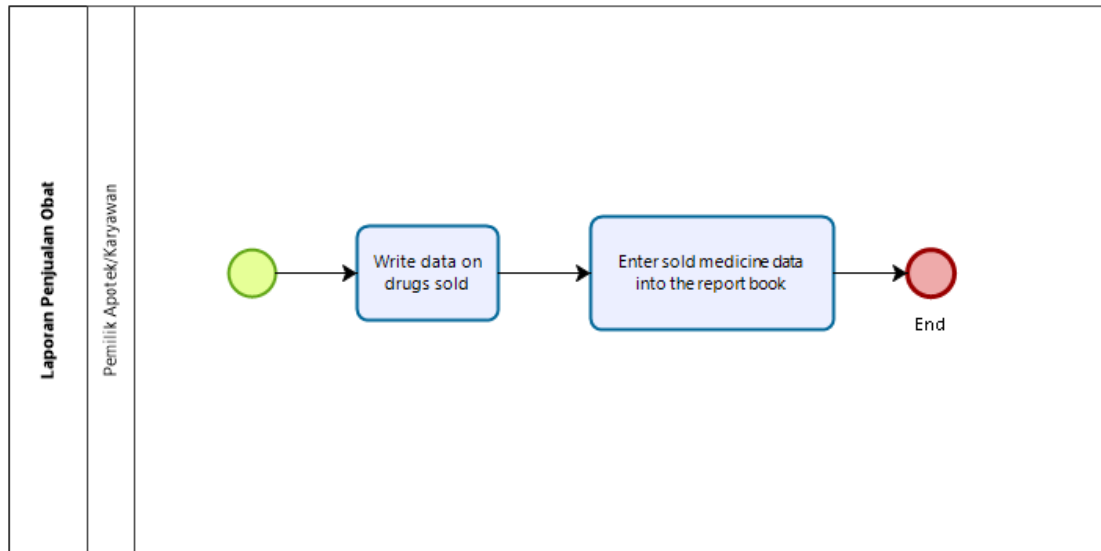 Laporan Penjualan Obat
Pemilik Apotek/Karyawan
Write data on
drugs sold
Enter sold medicine data
into the report book
End